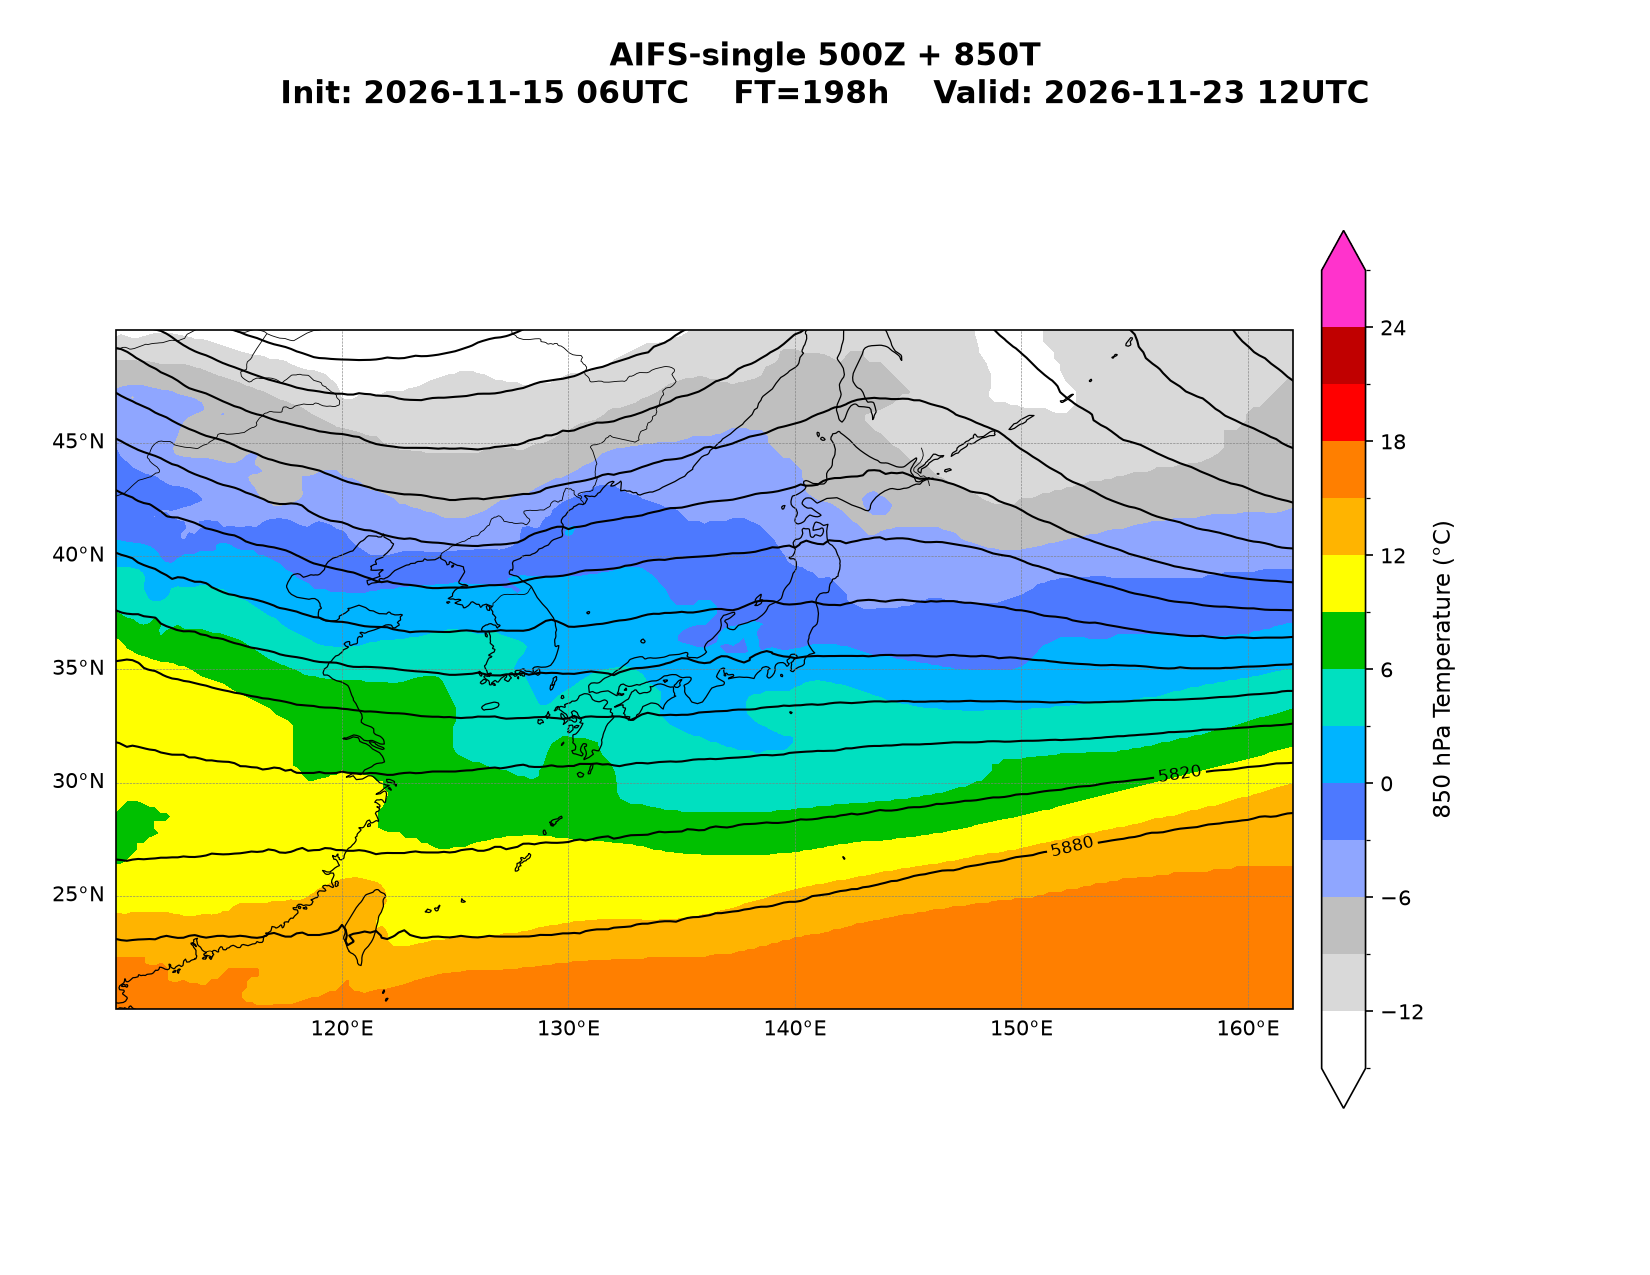 AIFS-single 500Z + 850T
Init: 2026-11-15 06UTC    FT=198h    Valid: 2026-11-23 12UTC
45°N
40°N
35°N
30°N
25°N
120°E
130°E
140°E
150°E
160°E
5820
5880
24
18
12
6
0
−6
−12
850 hPa Temperature (°C)